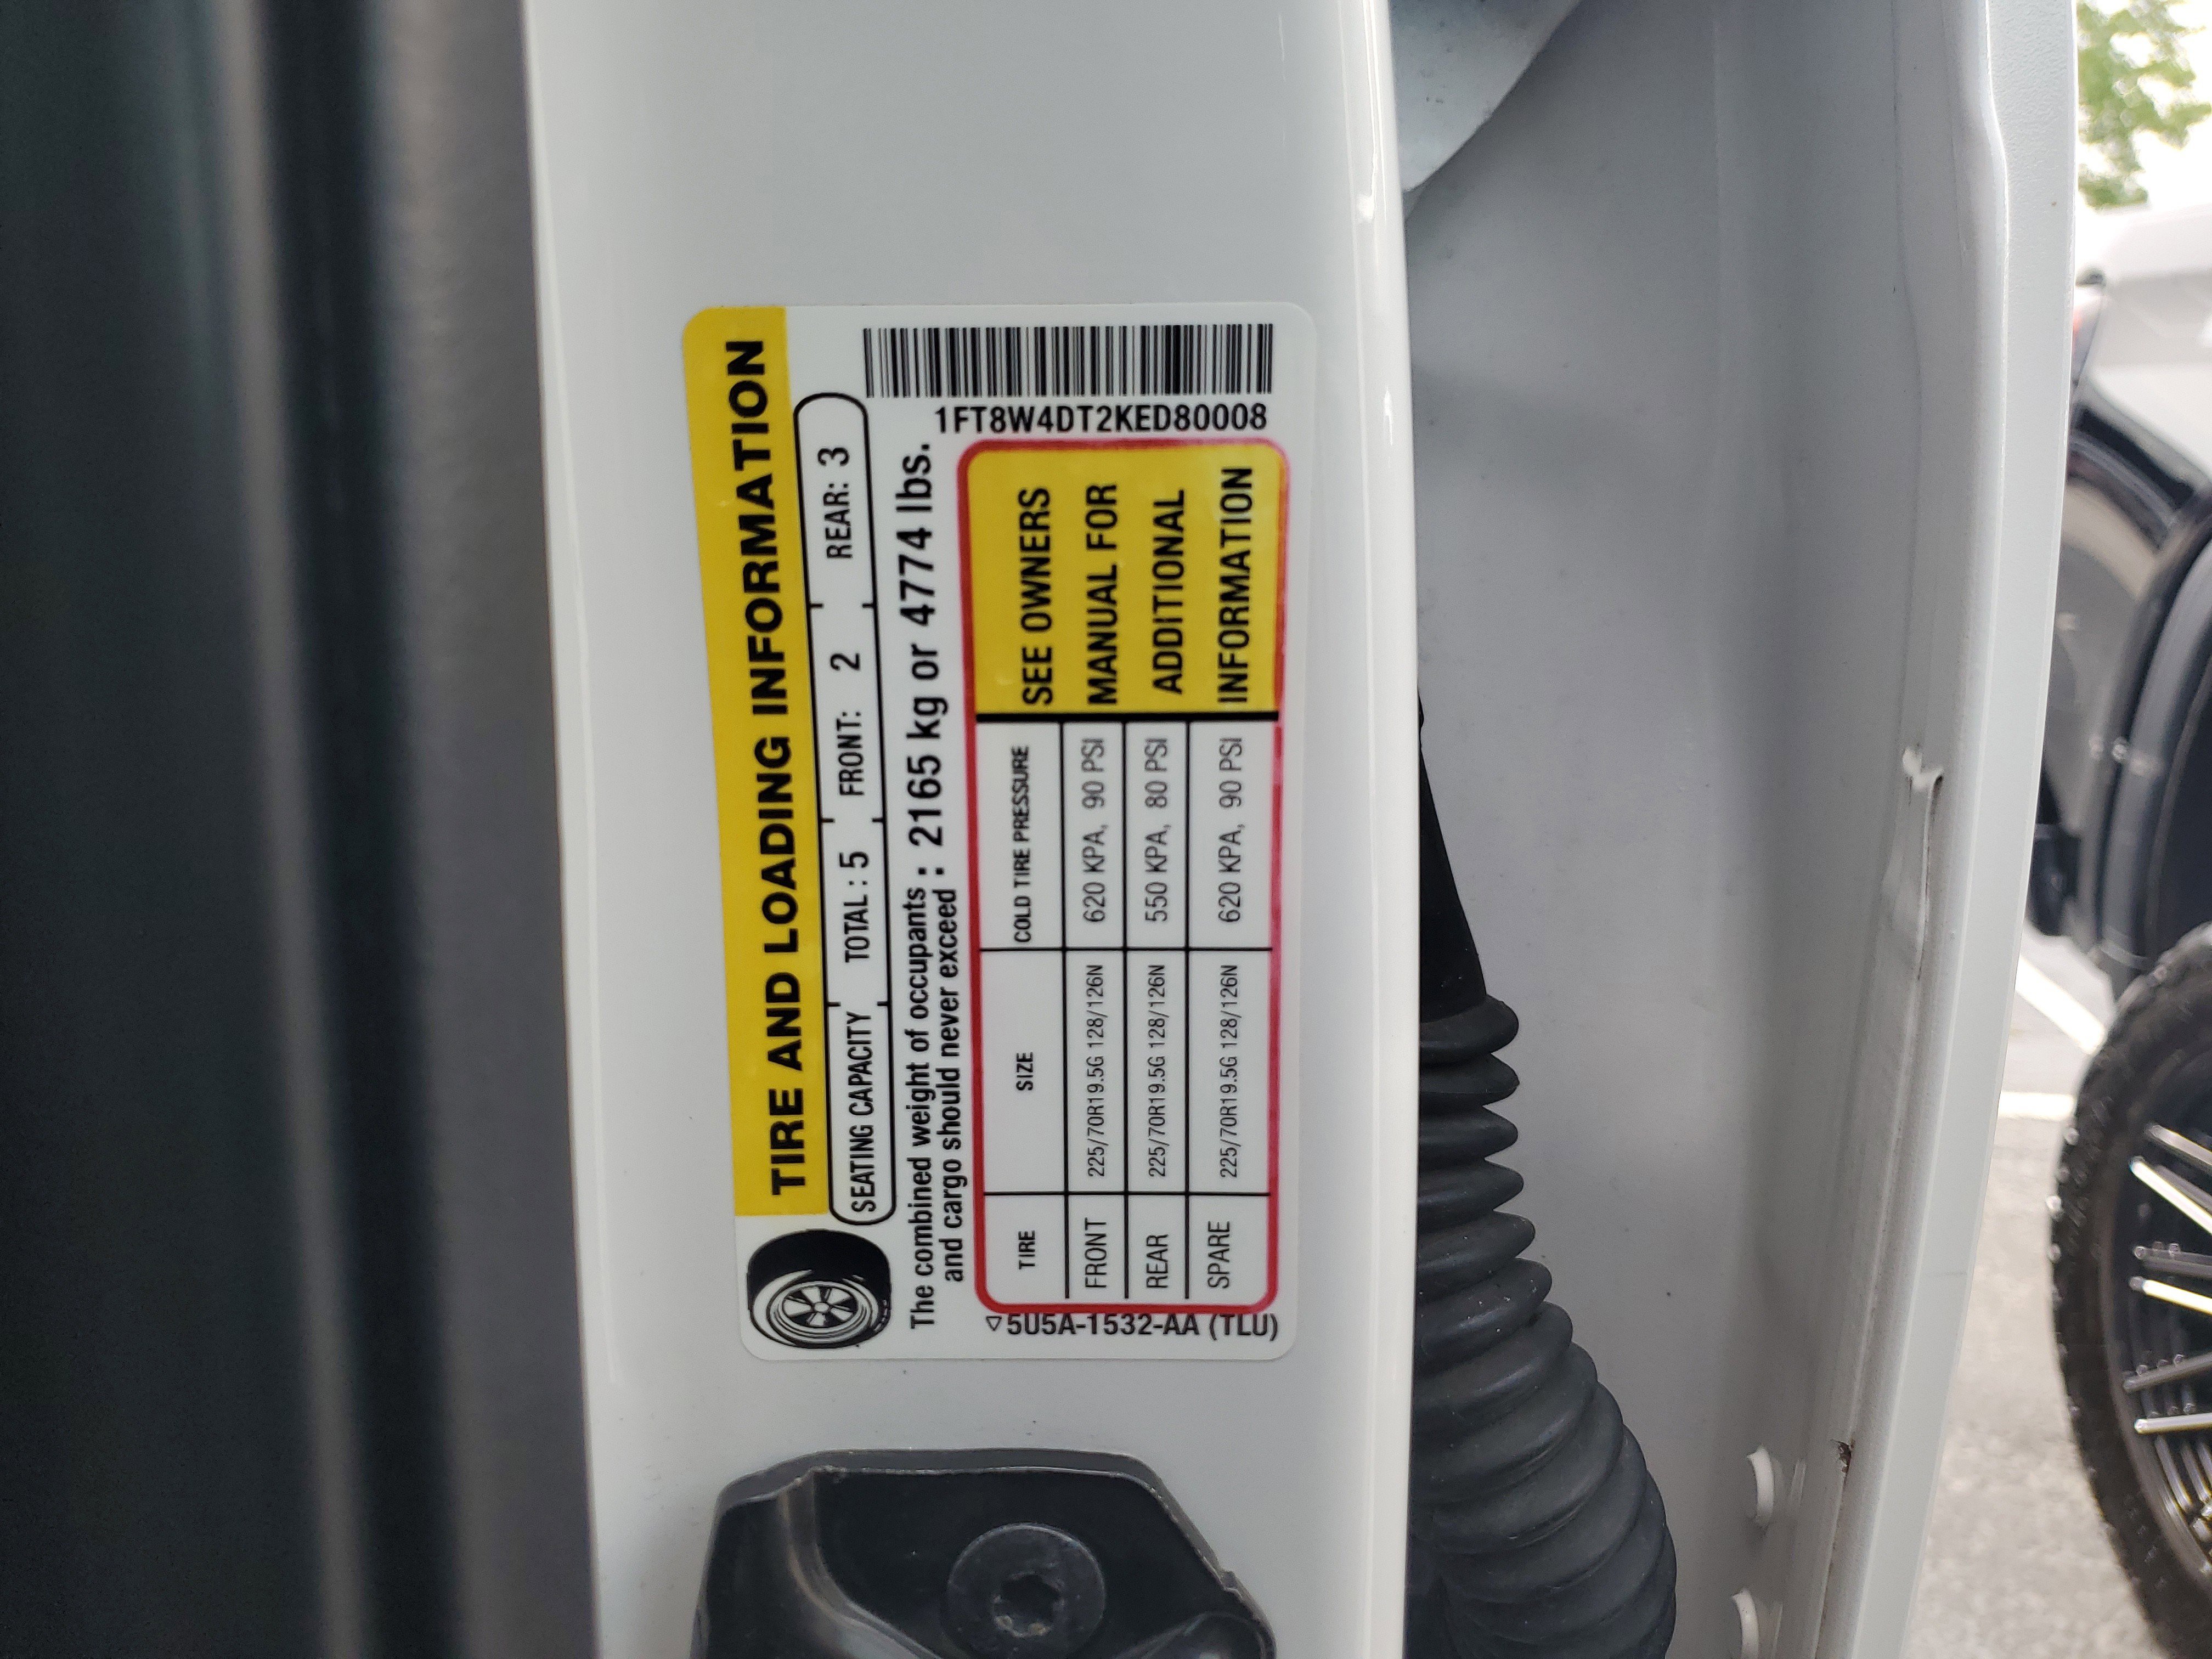 TIRE AND LOADING INFORMATION
SEATING CAPACITY TOTAL : 5 FRONT: 2 REAR: 3
The combined weight of occupants : 2165 kg or 4774 lbs.
and cargo should never exceed :
1FT8W4DT2KED80008
TIRE SIZE COLD TIRE PRESSURE
FRONT 225/70R19.5G 128/126N 620 KPA, 90 PSI
REAR 225/70R19.5G 128/126N 550 KPA, 80 PSI
SPARE 225/70R19.5G 128/126N 620 KPA, 90 PSI
SEE OWNERS
MANUAL FOR
ADDITIONAL
INFORMATION
5U5A-1532-AA (TLU)